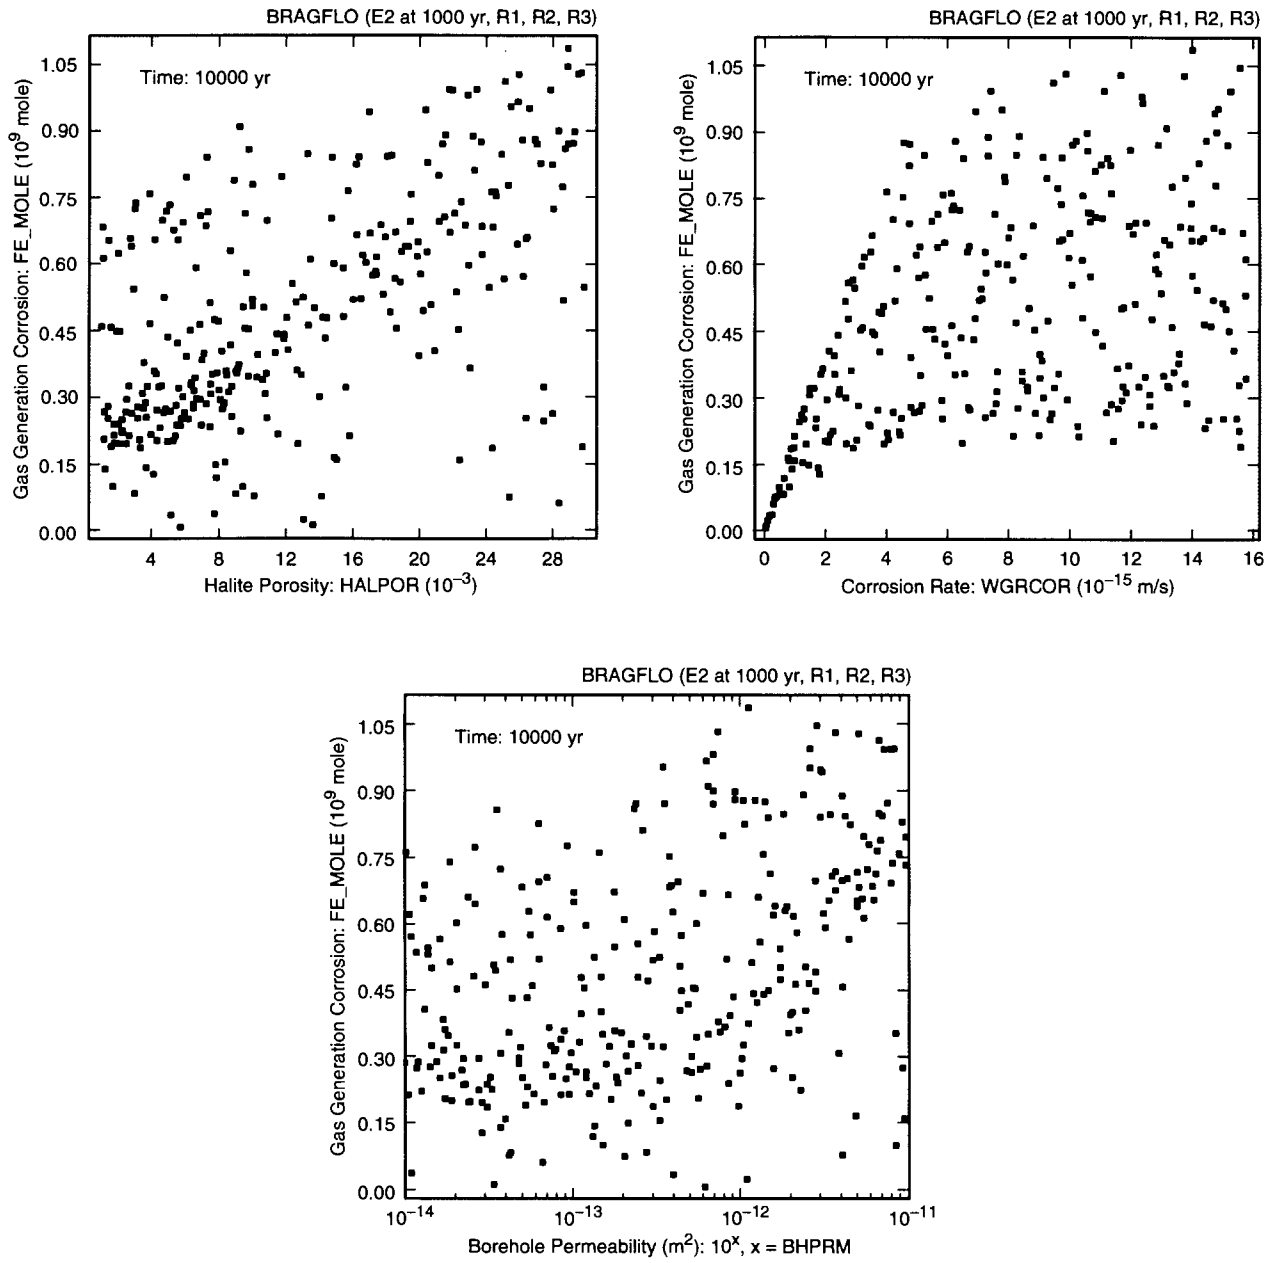 BRAGFLO (E2 at 1000 yr, R1, R2, R3)
Time: 10000 yr
Gas Generation Corrosion: FE_MOLE (10⁹ mole)
1.05
0.90
0.75
0.60
0.45
0.30
0.15
0.00
4 8 12 16 20 24 28
Halite Porosity: HALPOR (10⁻³)
BRAGFLO (E2 at 1000 yr, R1, R2, R3)
Time: 10000 yr
Gas Generation Corrosion: FE_MOLE (10⁹ mole)
1.05
0.90
0.75
0.60
0.45
0.30
0.15
0.00
0 2 4 6 8 10 12 14 16
Corrosion Rate: WGRCOR (10⁻¹⁵ m/s)
BRAGFLO (E2 at 1000 yr, R1, R2, R3)
Time: 10000 yr
Gas Generation Corrosion: FE_MOLE (10⁹ mole)
1.05
0.90
0.75
0.60
0.45
0.30
0.15
0.00
10⁻¹⁴ 10⁻¹³ 10⁻¹² 10⁻¹¹
Borehole Permeability (m²): 10ˣ, x = BHPRM